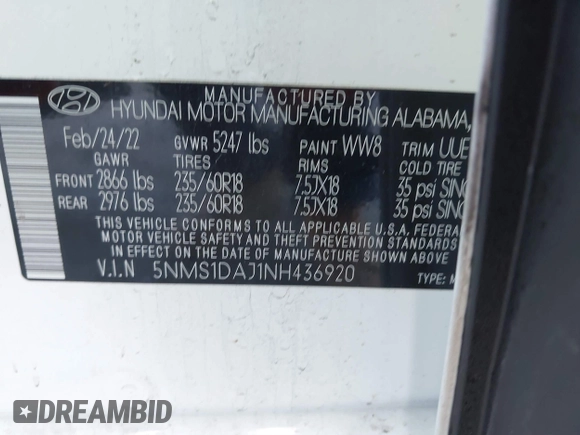 MANUFACTURED BY
HYUNDAI MOTOR MANUFACTURING ALABAMA,
Feb/24/22 GVWR 5247 lbs PAINT WW8 TRIM UUE
GAWR TIRES RIMS COLD TIRE
FRONT 2866 lbs 235/60R18 7.5JX18 35 psi SING
REAR 2976 lbs 235/60R18 7.5JX18 35 psi SING
THIS VEHICLE CONFORMS TO ALL APPLICABLE U.S.A. FEDERAL
MOTOR VEHICLE SAFETY AND THEFT PREVENTION STANDARDS
IN EFFECT ON THE DATE OF MANUFACTURE SHOWN ABOVE
V.I.N 5NMS1DAJ1NH436920 TYPE: M
DREAMBID